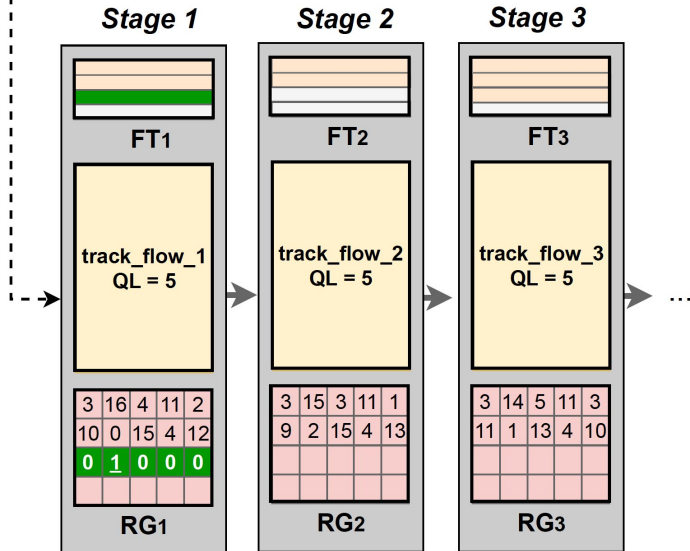 Stage 1 Stage 2 Stage 3
FT1 FT2 FT3
track_flow_1 track_flow_2 track_flow_3
QL = 5 QL = 5 QL = 5
...
3 16 4 11 2 3 15 3 11 1 3 14 5 11 3
10 0 15 4 12 9 2 15 4 13 11 1 13 4 10
0 1 0 0 0
RG1 RG2 RG3